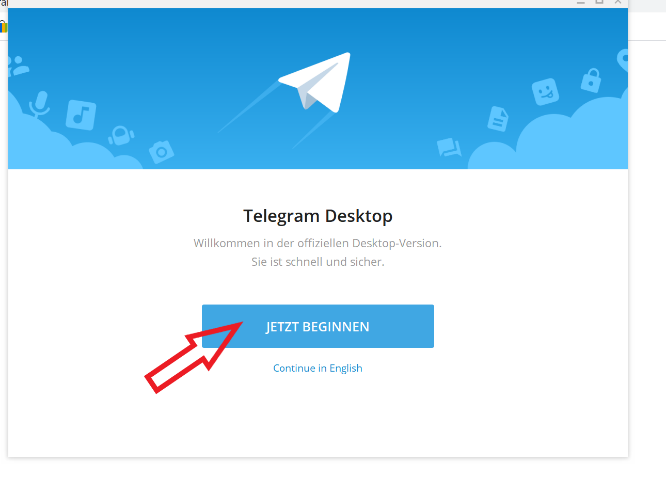 Telegram Desktop
Willkommen in der offiziellen Desktop-Version.
Sie ist schnell und sicher.
JETZT BEGINNEN
Continue in English